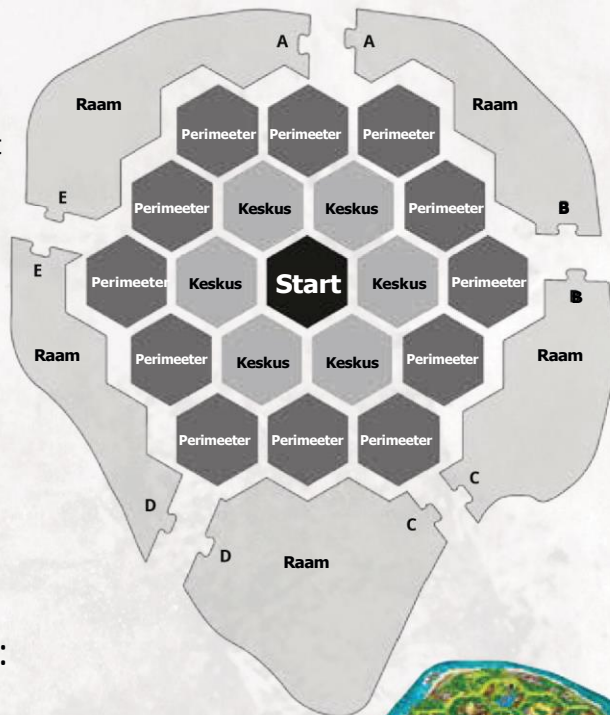 A A
Raam Raam
Perimeeter Perimeeter Perimeeter
E B
Perimeeter Keskus Keskus Perimeeter
E B
Perimeeter Keskus Start Keskus Perimeeter
Raam Raam
Perimeeter Keskus Keskus Perimeeter
Perimeeter Perimeeter Perimeeter
C
D
C
D
Raam
: